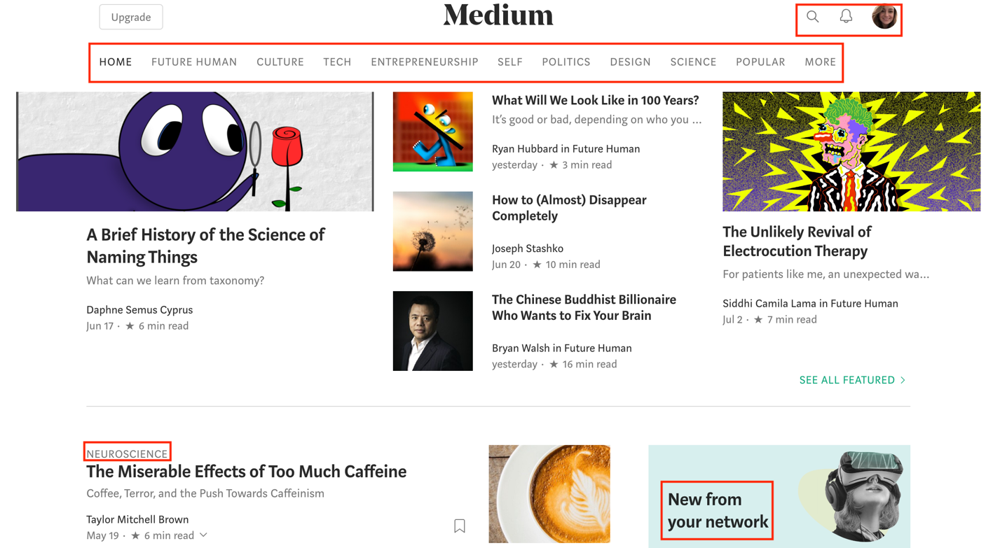 Upgrade
Medium
HOME FUTURE HUMAN CULTURE TECH ENTREPRENEURSHIP SELF POLITICS DESIGN SCIENCE POPULAR MORE
A Brief History of the Science of
Naming Things
What can we learn from taxonomy?
Daphne Semus Cyprus
Jun 17 · ★ 6 min read
What Will We Look Like in 100 Years?
It’s good or bad, depending on who you …
Ryan Hubbard in Future Human
yesterday · ★ 3 min read
How to (Almost) Disappear
Completely
Joseph Stashko
Jun 20 · ★ 10 min read
The Chinese Buddhist Billionaire
Who Wants to Fix Your Brain
Bryan Walsh in Future Human
yesterday · ★ 16 min read
The Unlikely Revival of
Electrocution Therapy
For patients like me, an unexpected wa…
Siddhi Camila Lama in Future Human
Jul 2 · ★ 7 min read
SEE ALL FEATURED
NEUROSCIENCE
The Miserable Effects of Too Much Caffeine
Coffee, Terror, and the Push Towards Caffeinism
Taylor Mitchell Brown
May 19 · ★ 6 min read
New from
your network